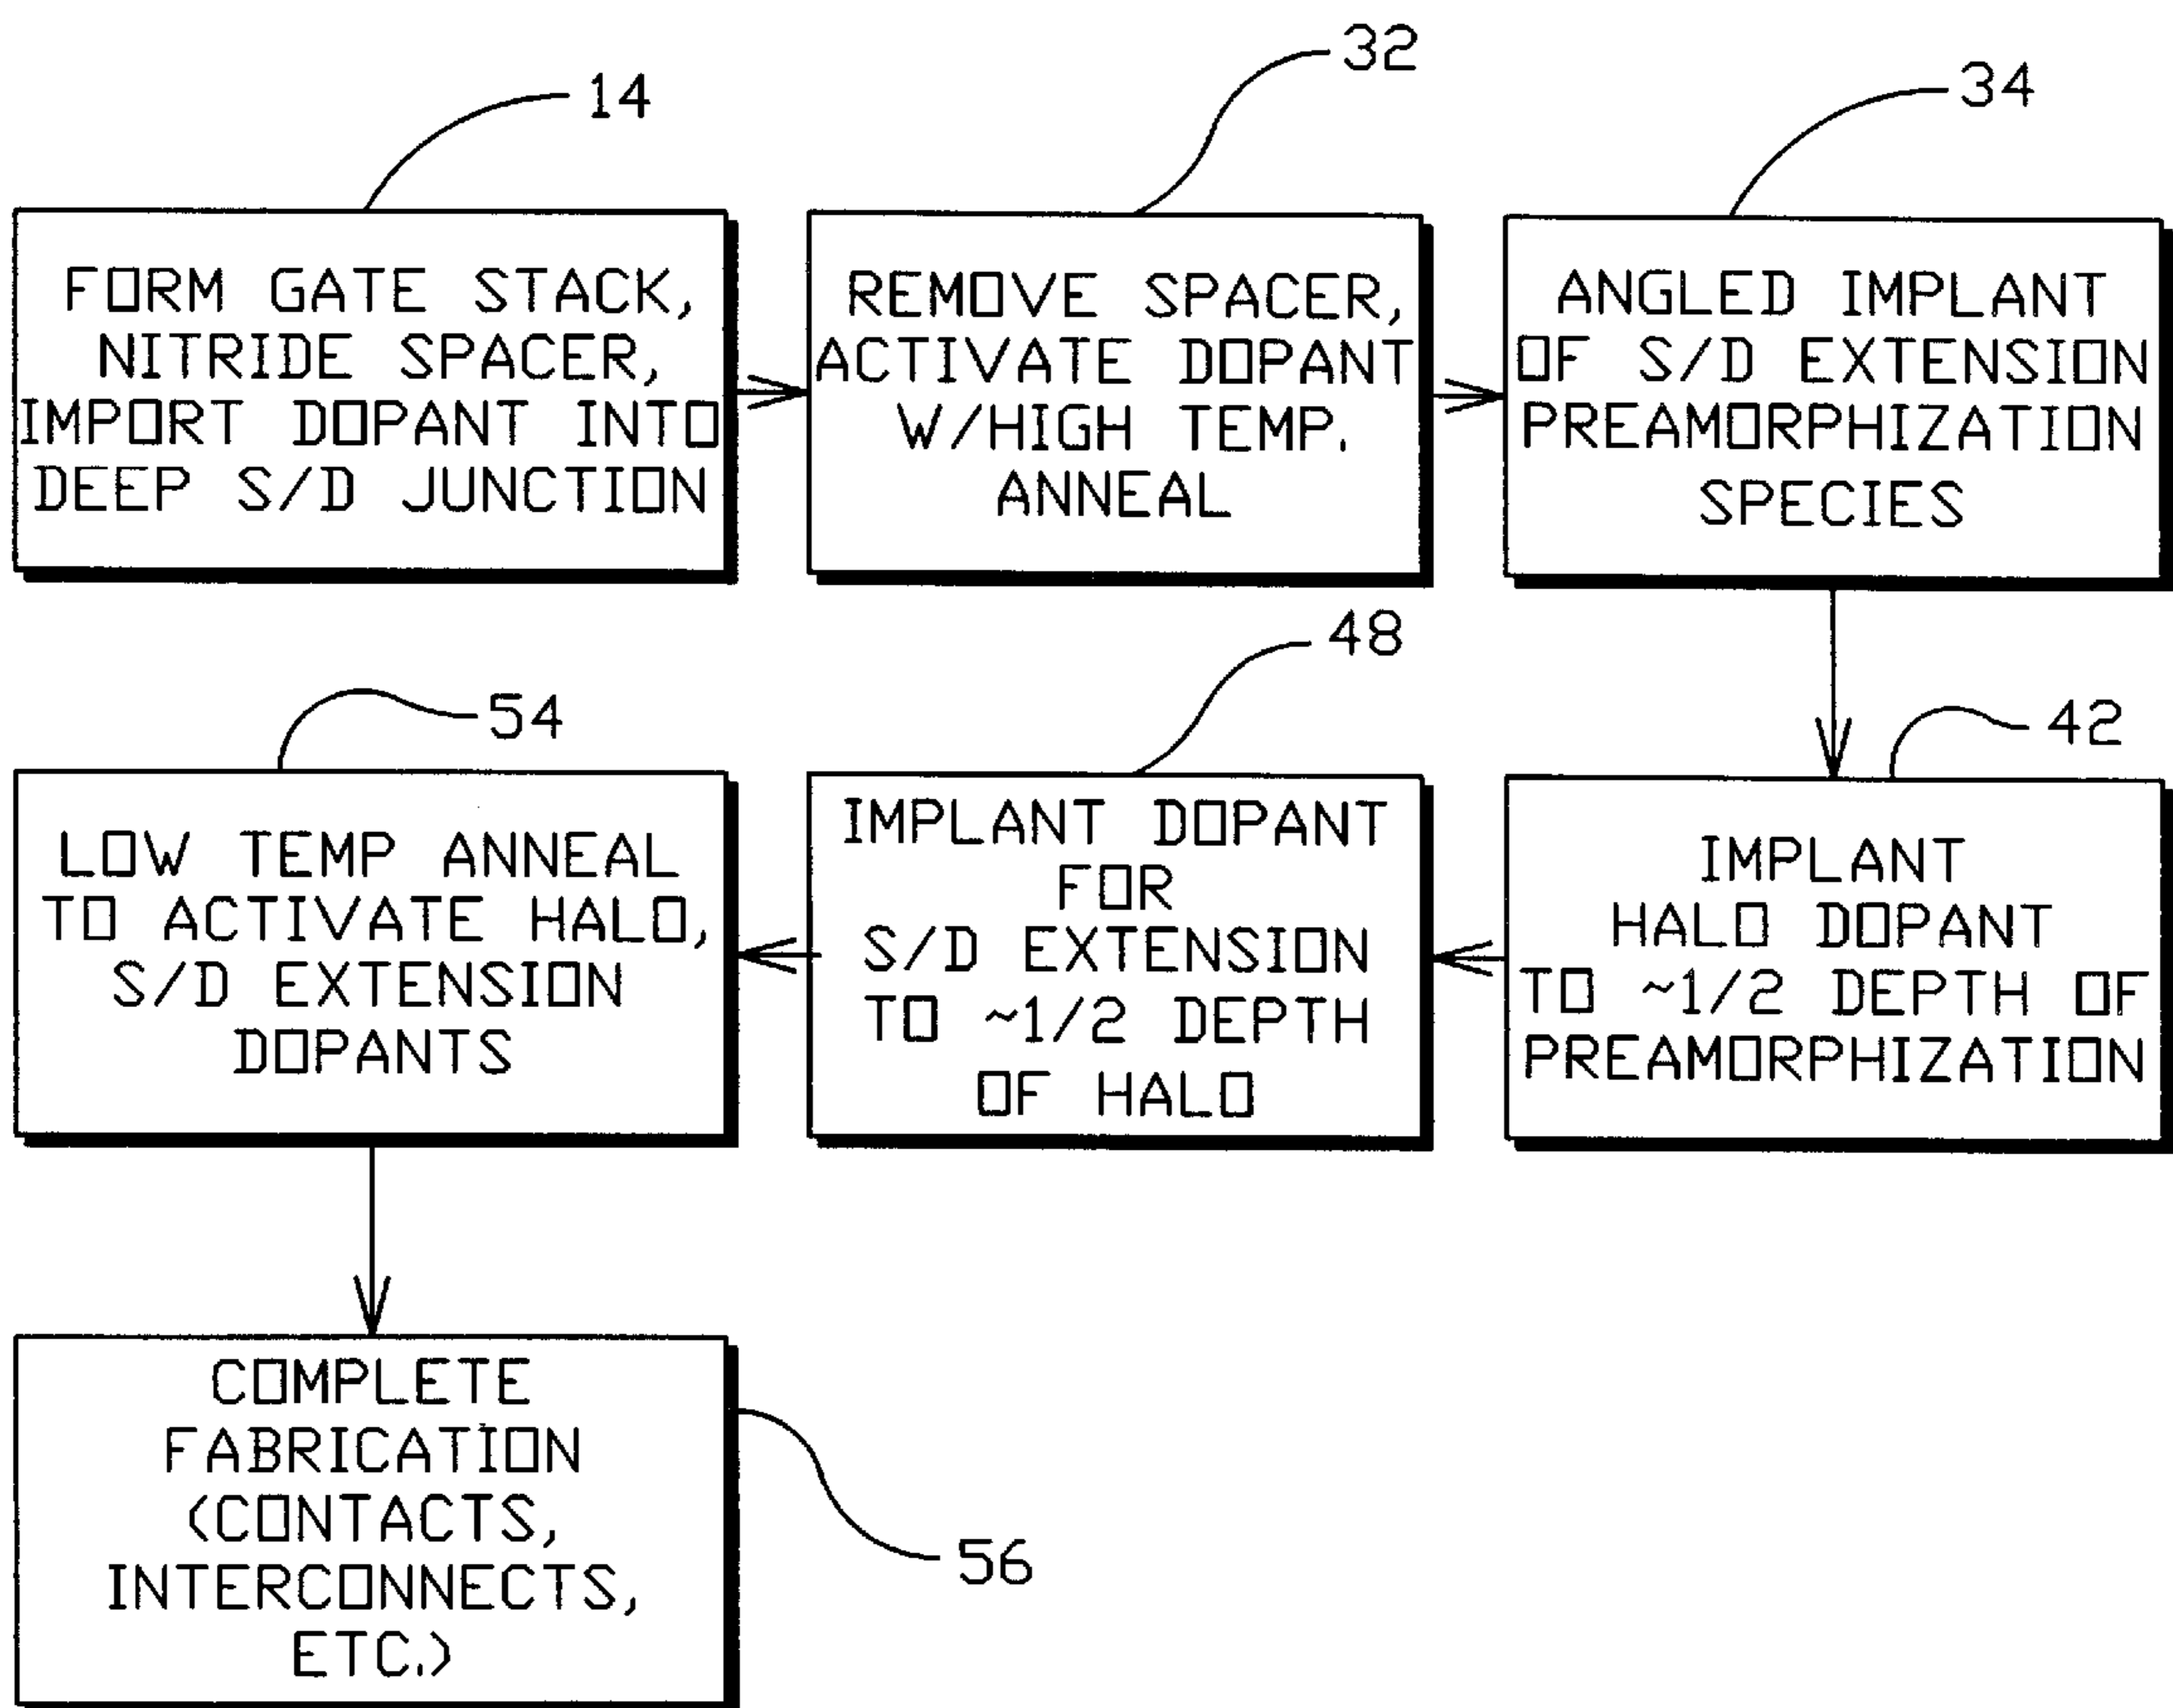 14
FORM GATE STACK,
NITRIDE SPACER,
IMPORT DOPANT INTO
DEEP S/D JUNCTION
32
REMOVE SPACER,
ACTIVATE DOPANT
W/HIGH TEMP.
ANNEAL
34
ANGLED IMPLANT
OF S/D EXTENSION
PREAMORPHIZATION
SPECIES
42
IMPLANT
HALO DOPANT
TO ~1/2 DEPTH OF
PREAMORPHIZATION
48
IMPLANT DOPANT
FOR
S/D EXTENSION
TO ~1/2 DEPTH
OF HALO
54
LOW TEMP ANNEAL
TO ACTIVATE HALO,
S/D EXTENSION
DOPANTS
COMPLETE
FABRICATION
(CONTACTS,
INTERCONNECTS,
ETC.)
56